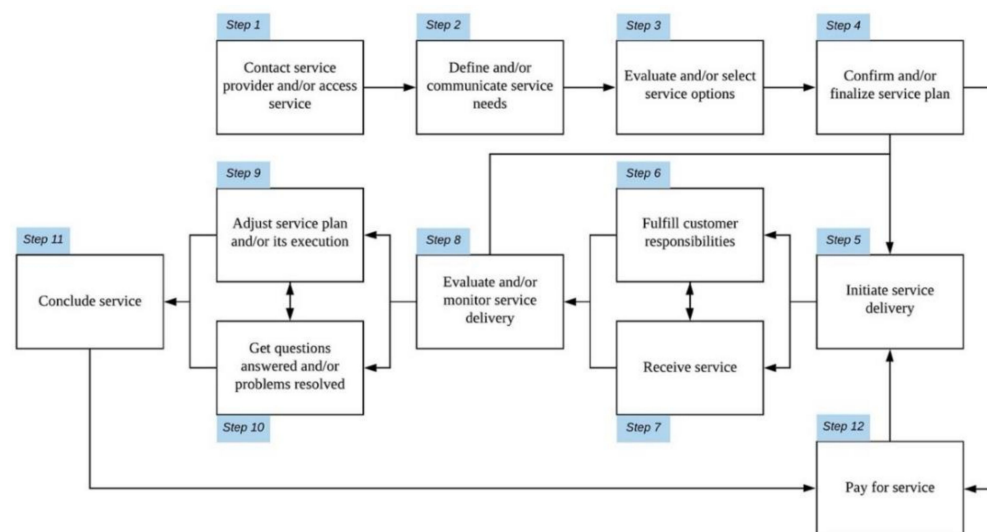 Step 1
Contact service
provider and/or access
service
Step 2
Define and/or
communicate service
needs
Step 3
Evaluate and/or select
service options
Step 4
Confirm and/or
finalize service plan
Step 9
Adjust service plan
and/or its execution
Step 6
Fulfill customer
responsibilities
Step 11
Conclude service
Step 8
Evaluate and/or
monitor service
delivery
Step 5
Initiate service
delivery
Get questions
answered and/or
problems resolved
Step 10
Receive service
Step 7
Step 12
Pay for service